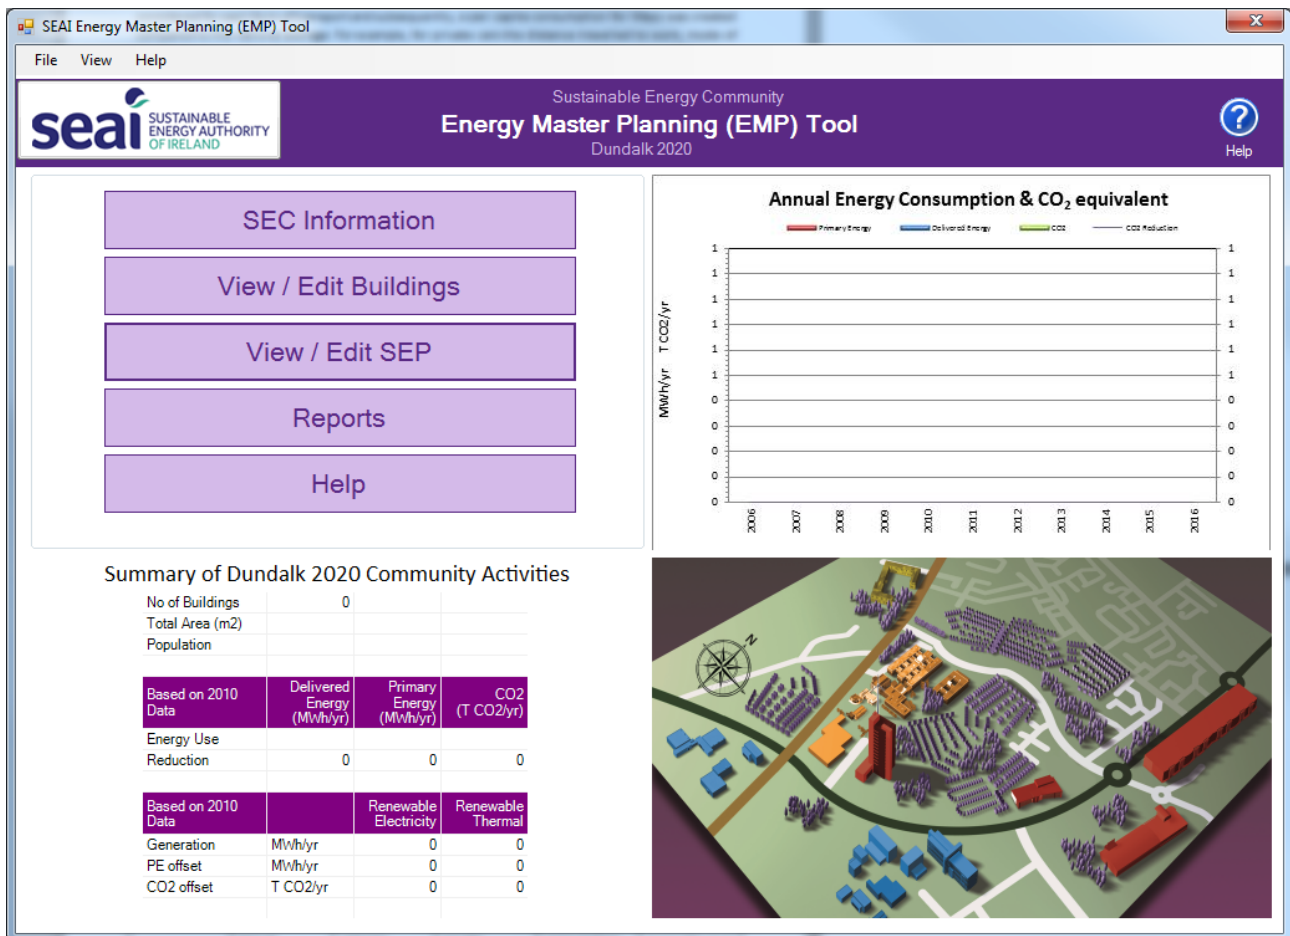 SEAI Energy Master Planning (EMP) Tool
File View Help
seai SUSTAINABLE
ENERGY AUTHORITY
OF IRELAND
Sustainable Energy Community
Energy Master Planning (EMP) Tool
Dundalk 2020
Help
SEC Information
View / Edit Buildings
View / Edit SEP
Reports
Help
Annual Energy Consumption & CO2 equivalent
Primary Energy Delivered Energy CO2 CO2 Reduction
MWh/yr T CO2/yr
1 1
1 1
1 1
1 1
1 1
1 1
0 0
0 0
0 0
0 0
0 0
2006 2007 2008 2009 2010 2011 2012 2013 2014 2015 2016
Summary of Dundalk 2020 Community Activities
No of Buildings 0
Total Area (m2)
Population
Based on 2010 Data Delivered Energy (MWh/yr) Primary Energy (MWh/yr) CO2 (T CO2/yr)
Energy Use
Reduction 0 0 0
Based on 2010 Data Renewable Electricity Renewable Thermal
Generation MWh/yr 0 0
PE offset MWh/yr 0 0
CO2 offset T CO2/yr 0 0
N